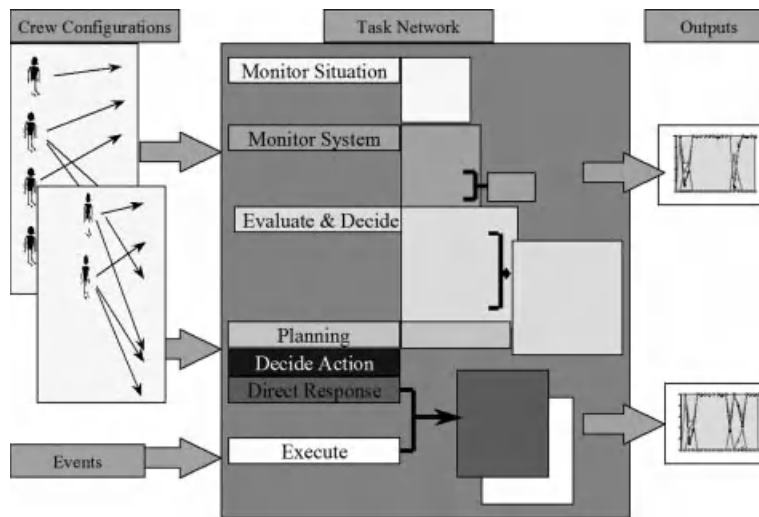 Crew Configurations
Task Network
Outputs
Monitor Situation
Monitor System
Evaluate & Decide
Planning
Decide Action
Direct Response
Execute
Events